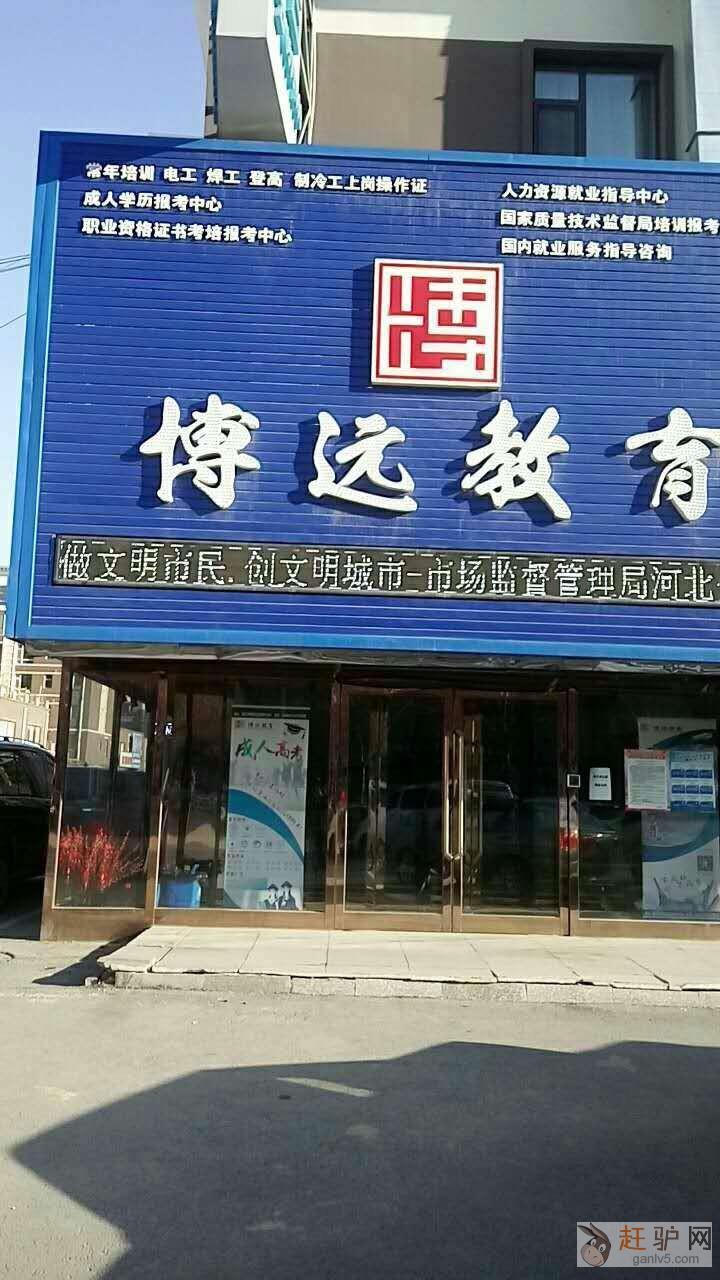 常年培训 电工 焊工 登高 制冷工上岗操作证
成人学历报考中心
职业资格证书考培报考中心
人力资源就业指导中心
国家质量技术监督局培训报考
国内就业服务指导咨询
博
博远教育
做文明市民.创文明城市-市场监督管理局河北
博远教育
成人高考
赶驴网
ganlv5.com